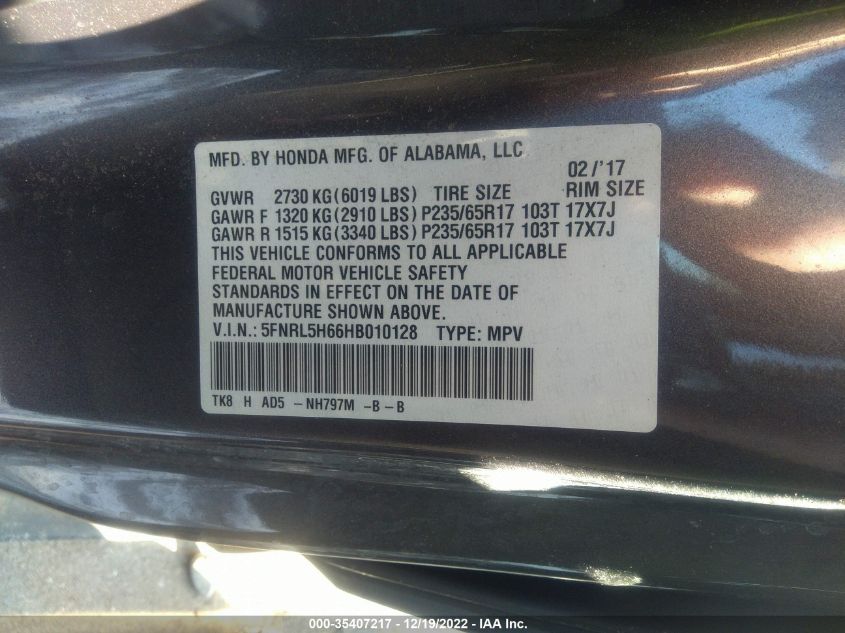 MFD. BY HONDA MFG. OF ALABAMA, LLC
02/'17
GVWR 2730 KG(6019 LBS) TIRE SIZE RIM SIZE
GAWR F 1320 KG(2910 LBS) P235/65R17 103T 17X7J
GAWR R 1515 KG(3340 LBS) P235/65R17 103T 17X7J
THIS VEHICLE CONFORMS TO ALL APPLICABLE
FEDERAL MOTOR VEHICLE SAFETY
STANDARDS IN EFFECT ON THE DATE OF
MANUFACTURE SHOWN ABOVE.
V.I.N.: 5FNRL5H66HB010128 TYPE: MPV
TK8 H AD5 -NH797M -B-B
000-35407217 - 12/19/2022 - IAA Inc.